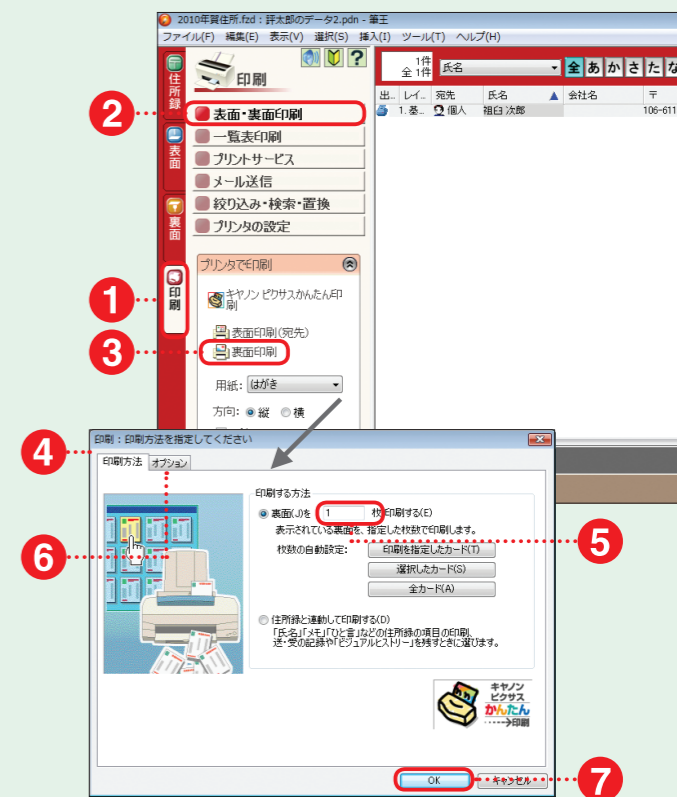 2010年賀住所.fzd：評太郎のデータ2.pdn - 筆王
ファイル(F) 編集(E) 表示(V) 選択(S) 挿入(I) ツール(T) ヘルプ(H)
住所録
表面
裏面
印刷
印刷
1件
全 1件
氏名
全 あ か さ た な
出.. レイ.. 宛先 氏名 会社名 〒
1.基.. 個人 祖臼 次郎 106-611
2
表面・裏面印刷
一覧表印刷
プリントサービス
メール送信
絞り込み・検索・置換
プリンタの設定
プリンタで印刷
1
キヤノン ピクサスかんたん印刷
表面印刷(宛先)
3
裏面印刷
用紙: はがき
方向: 縦 横
4
印刷：印刷方法を指定してください
印刷方法 オプション
印刷する方法
裏面(J)を 1 枚印刷する(E)
表示されている裏面を、指定した枚数で印刷します。
5
6
枚数の自動設定: 印刷を指定したカード(T)
選択したカード(S)
全カード(A)
住所録と連動して印刷する(D)
「氏名」「メモ」「ひと言」などの住所録の項目の印刷、
送・受の記録や「ビジュアルヒストリー」を残すときに選びます。
キヤノン
ピクサス
かんたん
印刷
OK キャンセル
7